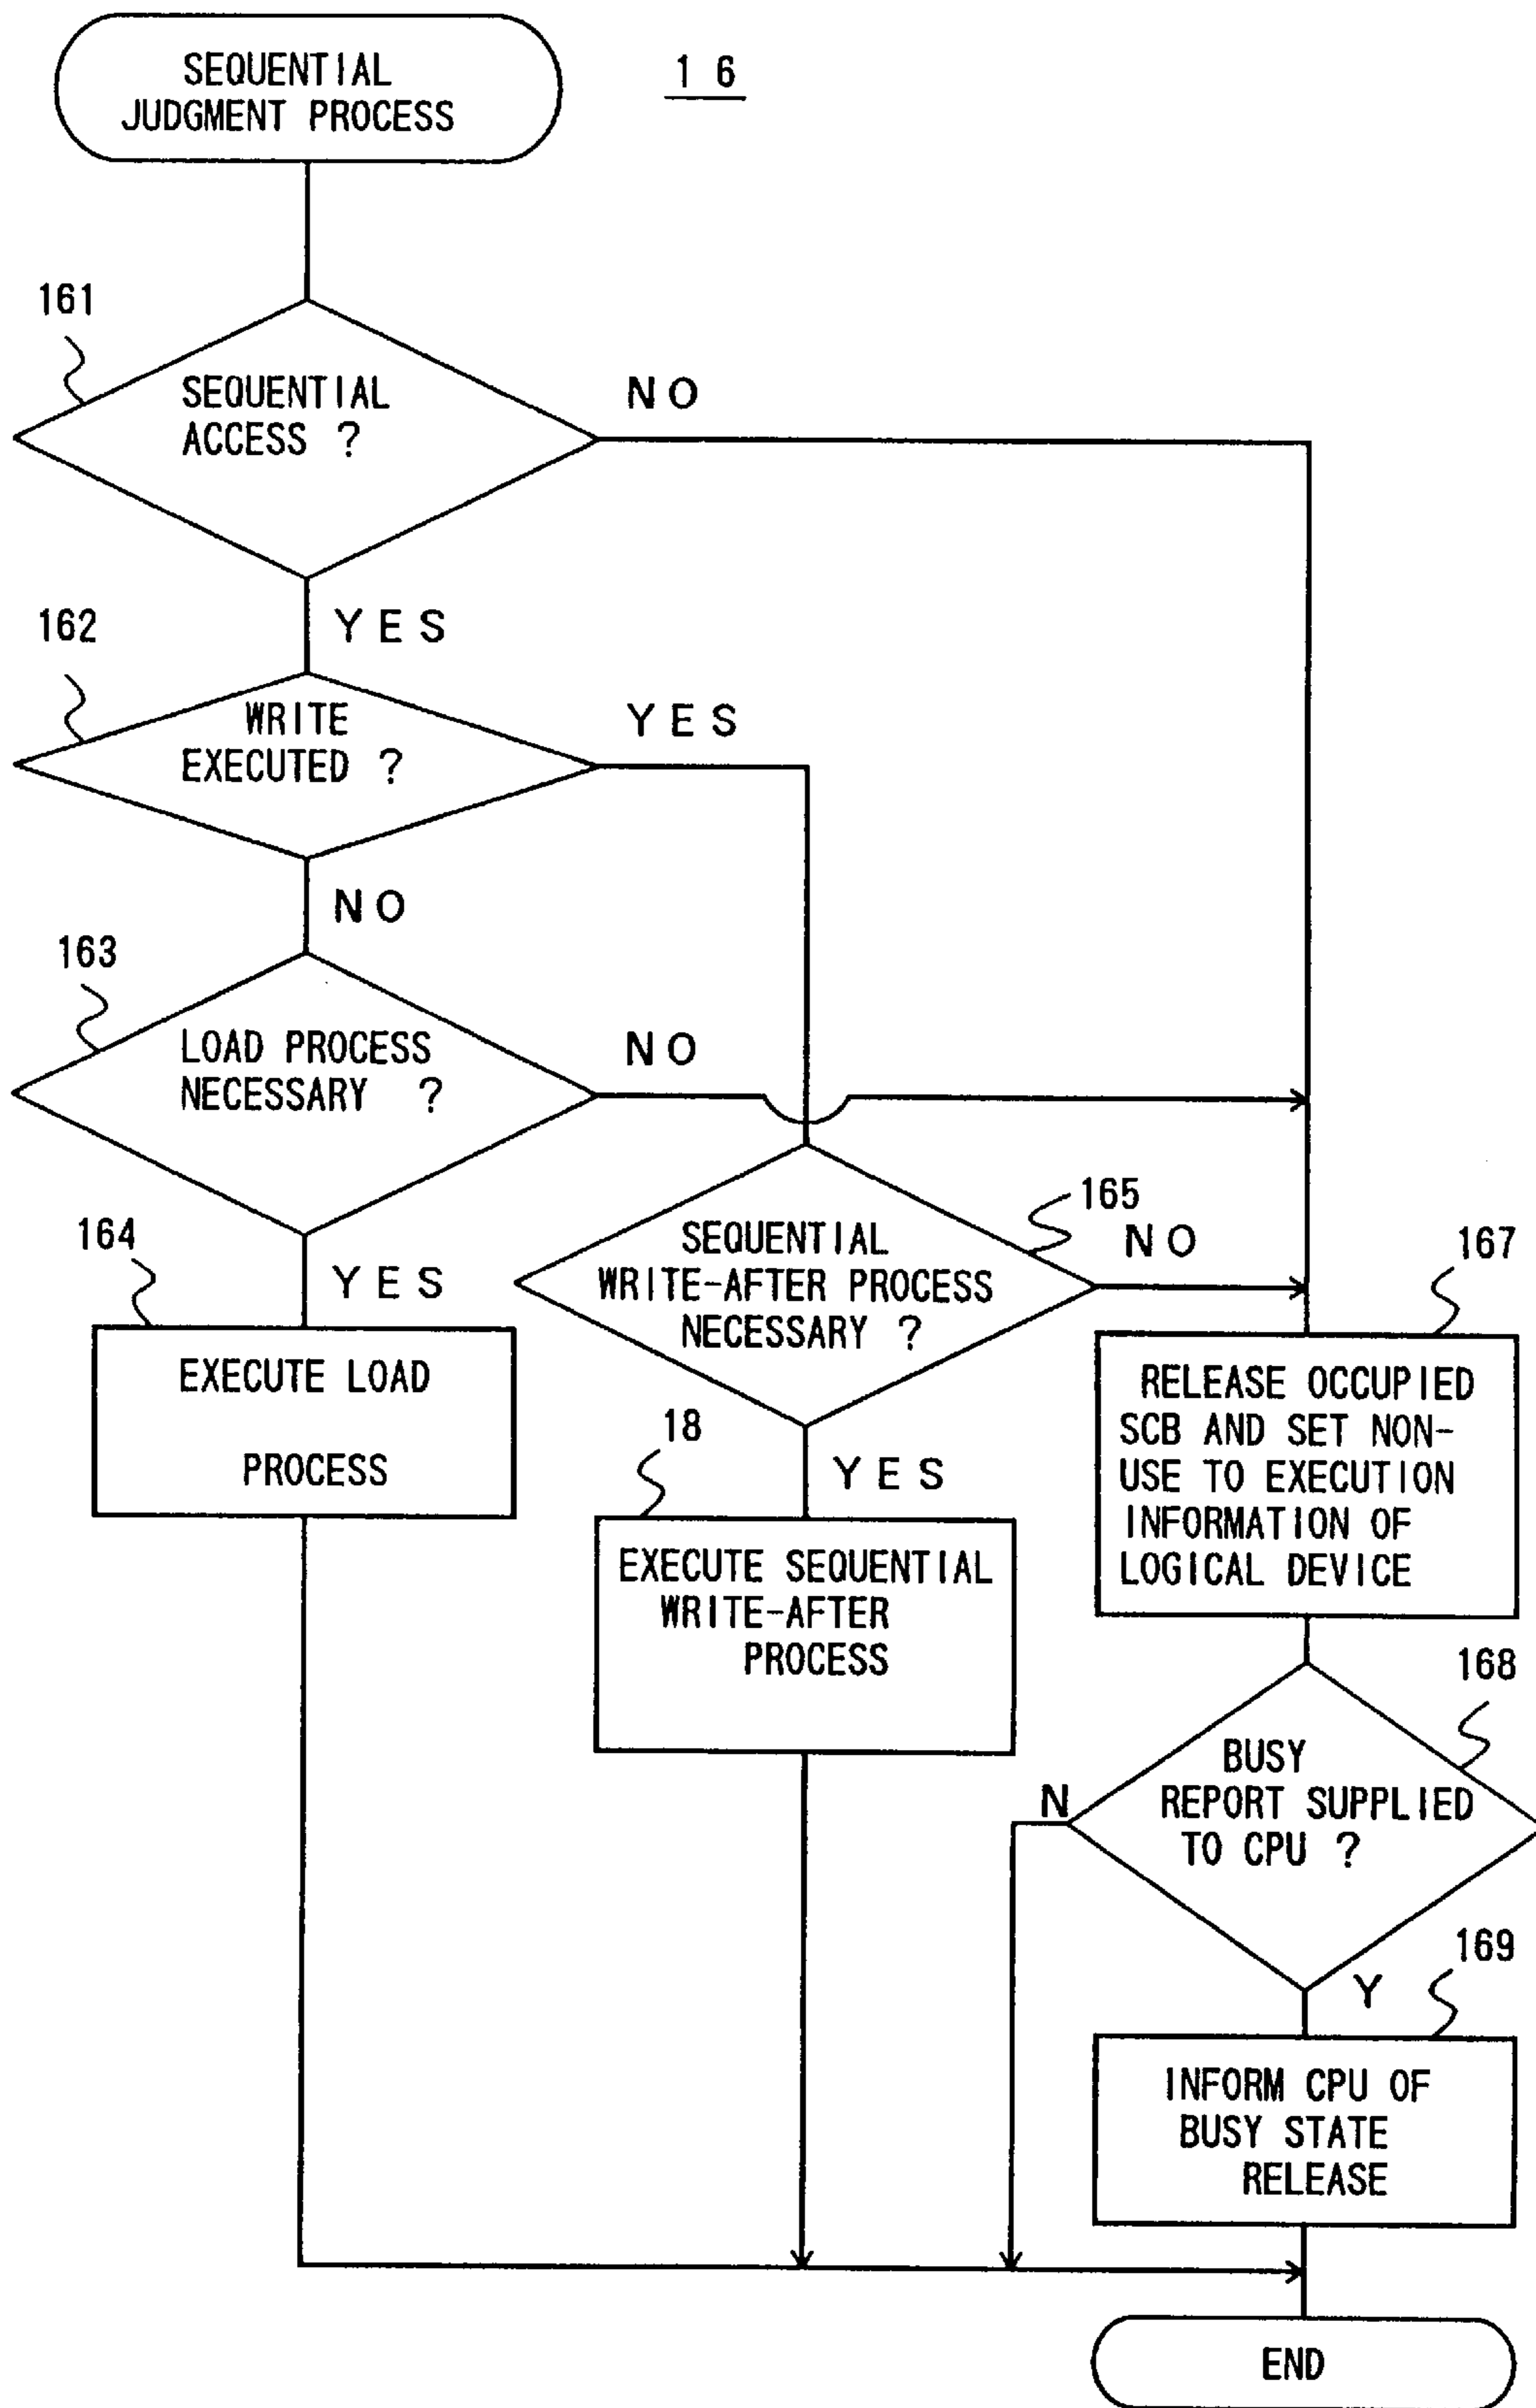 SEQUENTIAL
JUDGMENT PROCESS
16
161
SEQUENTIAL
ACCESS ?
NO
YES
162
WRITE
EXECUTED ?
YES
NO
163
LOAD PROCESS
NECESSARY ?
NO
YES
164
EXECUTE LOAD
PROCESS
165
SEQUENTIAL
WRITE-AFTER PROCESS
NECESSARY ?
NO
YES
18
EXECUTE SEQUENTIAL
WRITE-AFTER
PROCESS
167
RELEASE OCCUPIED
SCB AND SET NON-
USE TO EXECUTION
INFORMATION OF
LOGICAL DEVICE
168
BUSY
REPORT SUPPLIED
TO CPU ?
N
Y
169
INFORM CPU OF
BUSY STATE
RELEASE
END